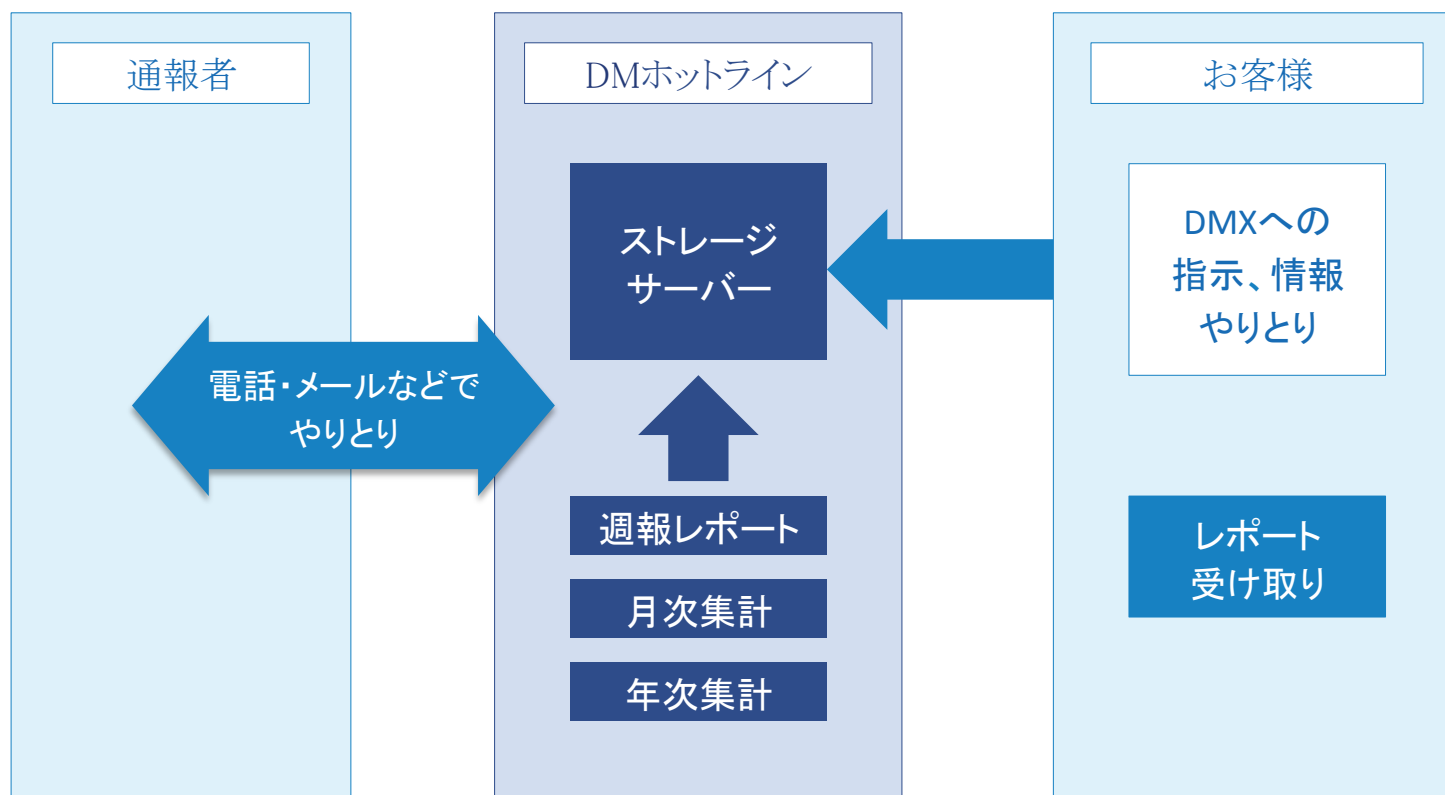 通報者
DMホットライン
お客様
ストレージ
サーバー
DMXへの
指示、情報
やりとり
電話・メールなどで
やりとり
週報レポート
月次集計
年次集計
レポート
受け取り